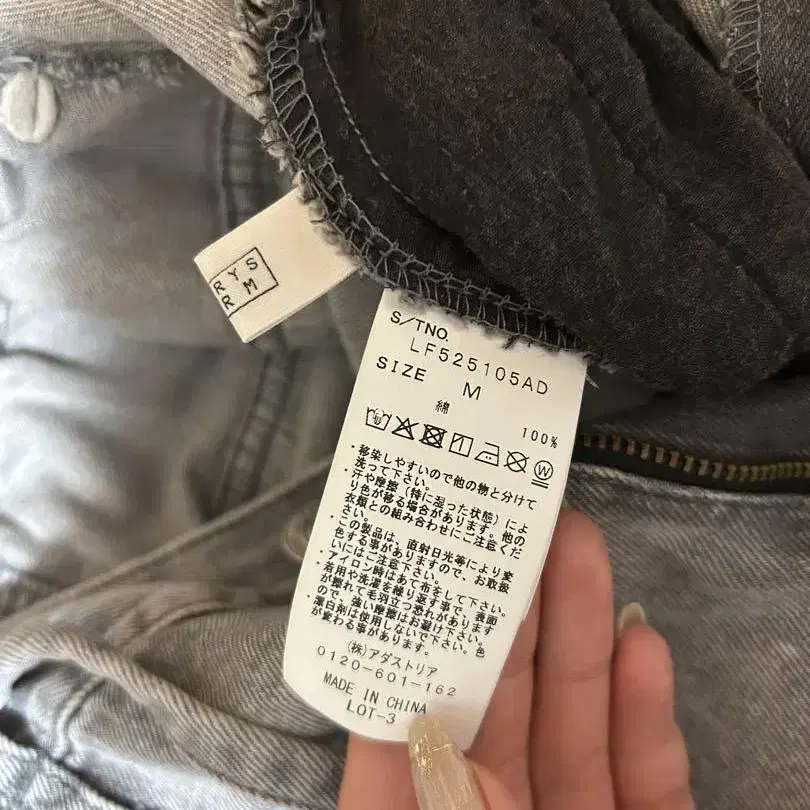 RYS
RM
S/TNO.
LF525105AD
SIZE M
綿 100%
・移染しやすいので他の物と分けて
洗って下さい。
・汗や摩擦(特に湿った状態)によ
り色が移る場合があります。他の
衣類との組み合わせにご注意くだ
さい。
・この製品は、直射日光等により変
色する事がありますので、お取扱
いにはご注意下さい。
・アイロン時はあて布をして下さい。
・着用や洗濯を繰り返す事で、表面
が擦れて毛羽立つ恐れがあります
ので、強い摩擦はお避け下さい。
・漂白剤は使用しないで下さい。色
が変わる事があります。
(株)アダストリア
0120-601-162
MADE IN CHINA
LOT-3